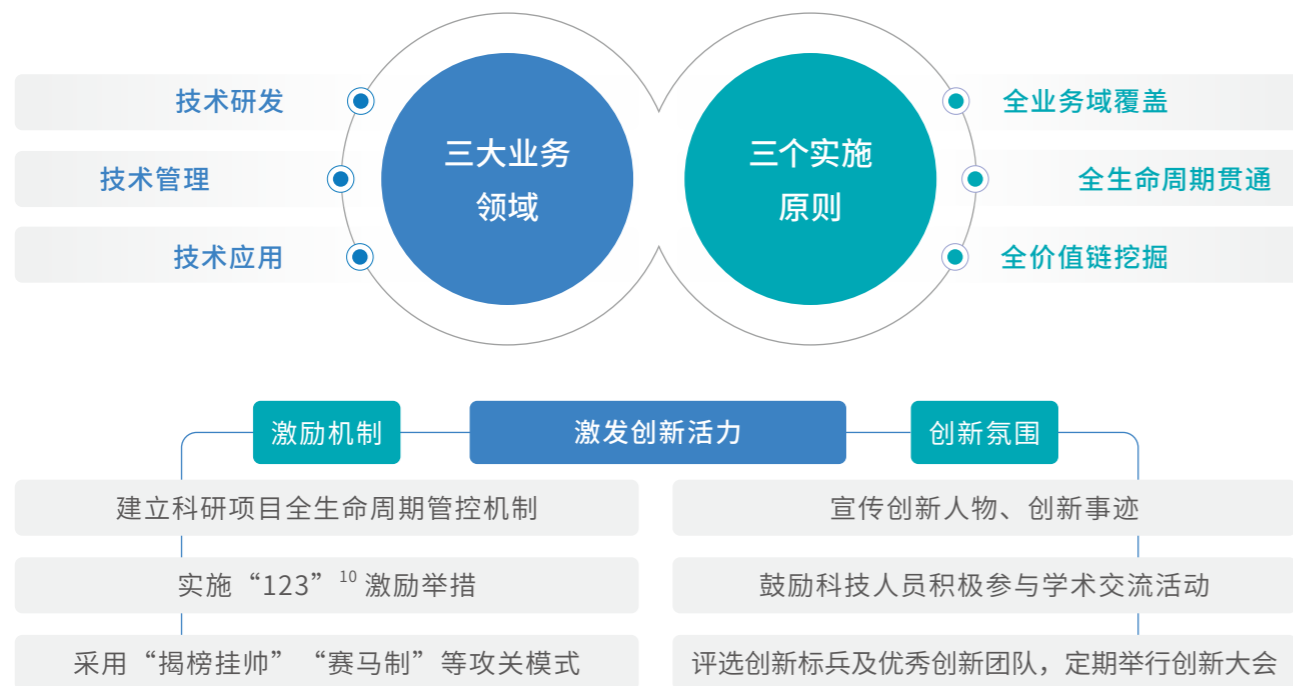 技术研发
技术管理
技术应用
三大业务
领域
三个实施
原则
全业务域覆盖
全生命周期贯通
全价值链挖掘
激励机制
激发创新活力
创新氛围
建立科研项目全生命周期管控机制
实施“123”10 激励举措
采用“揭榜挂帅”“赛马制”等攻关模式
宣传创新人物、创新事迹
鼓励科技人员积极参与学术交流活动
评选创新标兵及优秀创新团队，定期举行创新大会